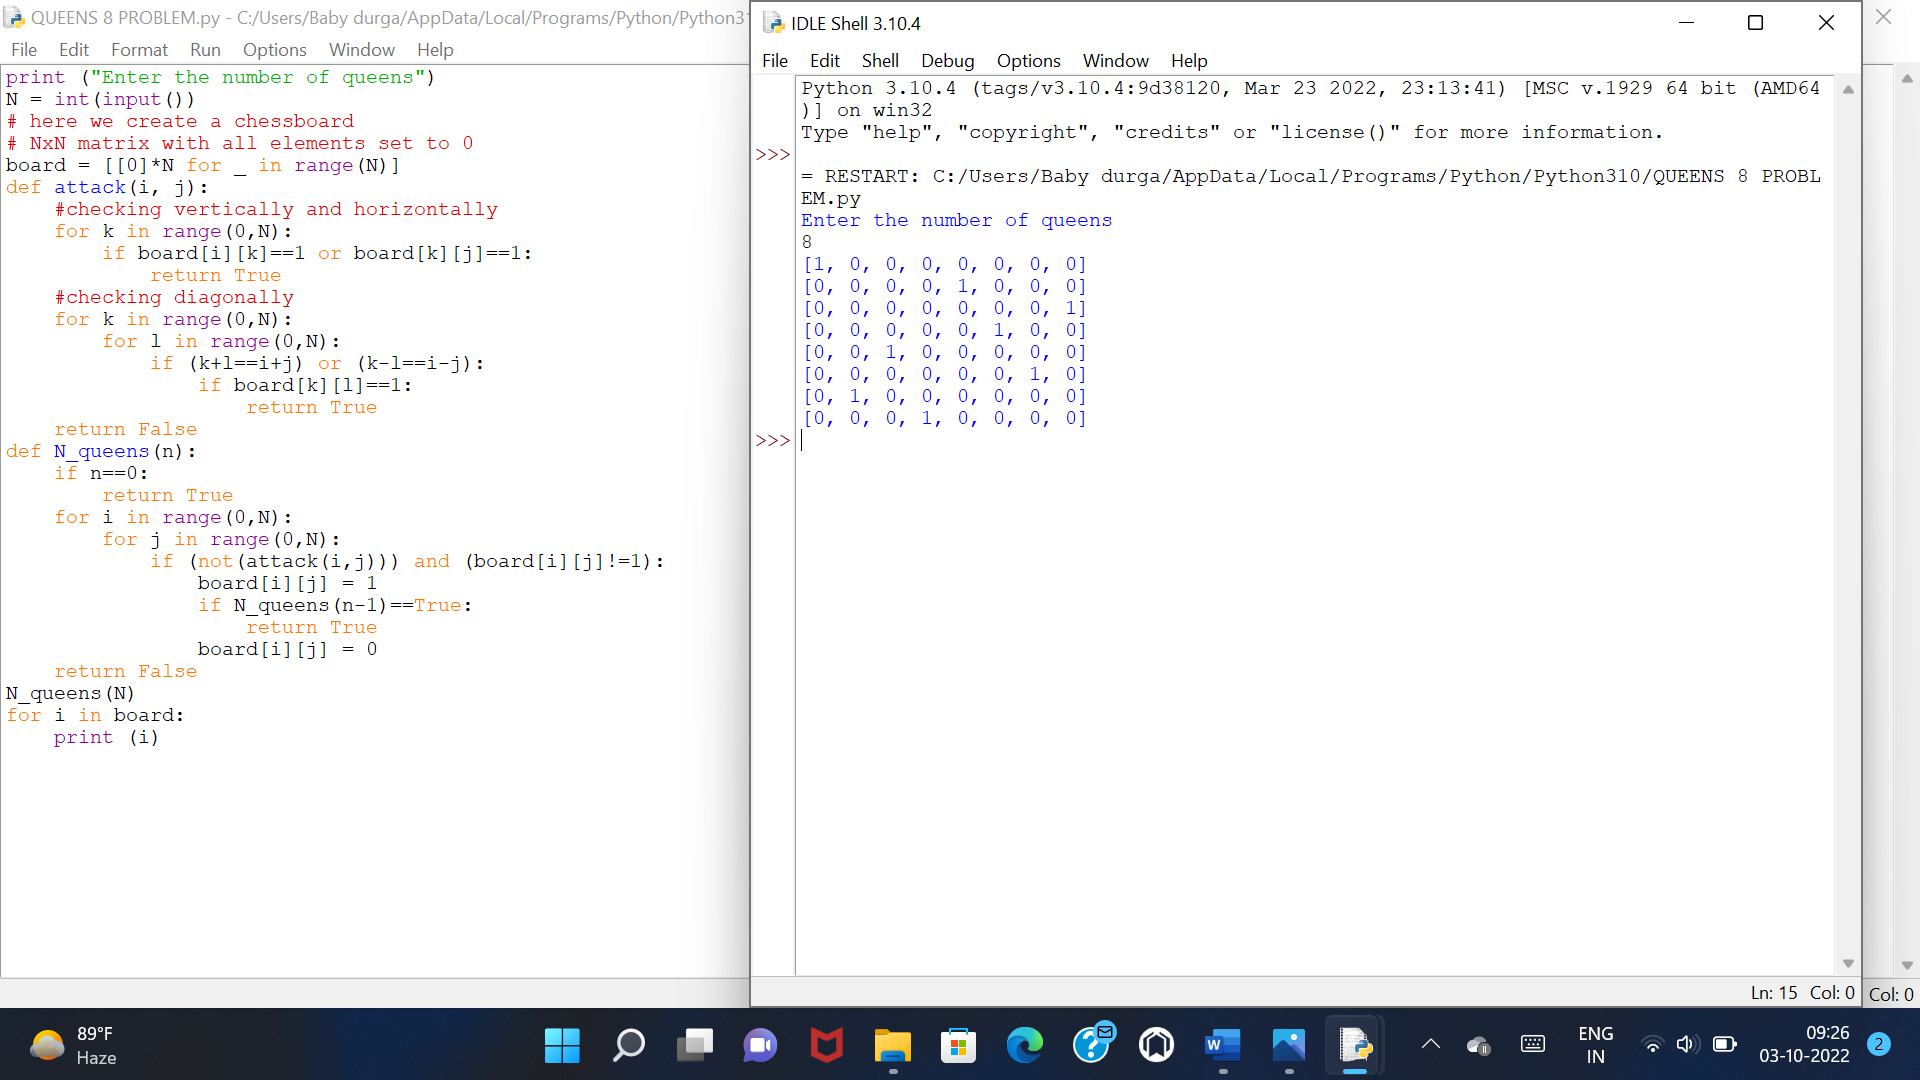 QUEENS 8 PROBLEM.py - C:/Users/Baby durga/AppData/Local/Programs/Python/Python31
File Edit Format Run Options Window Help
print ("Enter the number of queens")
N = int(input())
# here we create a chessboard
# NxN matrix with all elements set to 0
board = [[0]*N for _ in range(N)]
def attack(i, j):
    #checking vertically and horizontally
    for k in range(0,N):
        if board[i][k]==1 or board[k][j]==1:
            return True
    #checking diagonally
    for k in range(0,N):
        for l in range(0,N):
            if (k+l==i+j) or (k-l==i-j):
                if board[k][l]==1:
                    return True
    return False
def N_queens(n):
    if n==0:
        return True
    for i in range(0,N):
        for j in range(0,N):
            if (not(attack(i,j))) and (board[i][j]!=1):
                board[i][j] = 1
                if N_queens(n-1)==True:
                    return True
                board[i][j] = 0
    return False
N_queens(N)
for i in board:
    print (i)
IDLE Shell 3.10.4
File Edit Shell Debug Options Window Help
Python 3.10.4 (tags/v3.10.4:9d38120, Mar 23 2022, 23:13:41) [MSC v.1929 64 bit (AMD64
)] on win32
Type "help", "copyright", "credits" or "license()" for more information.
>>>
= RESTART: C:/Users/Baby durga/AppData/Local/Programs/Python/Python310/QUEENS 8 PROBL
EM.py
Enter the number of queens
8
[1, 0, 0, 0, 0, 0, 0, 0]
[0, 0, 0, 0, 1, 0, 0, 0]
[0, 0, 0, 0, 0, 0, 0, 1]
[0, 0, 0, 0, 0, 1, 0, 0]
[0, 0, 1, 0, 0, 0, 0, 0]
[0, 0, 0, 0, 0, 0, 1, 0]
[0, 1, 0, 0, 0, 0, 0, 0]
[0, 0, 0, 1, 0, 0, 0, 0]
>>>
Ln: 15 Col: 0
Col: 0
89°F
Haze
W
ENG
IN
09:26
03-10-2022
2